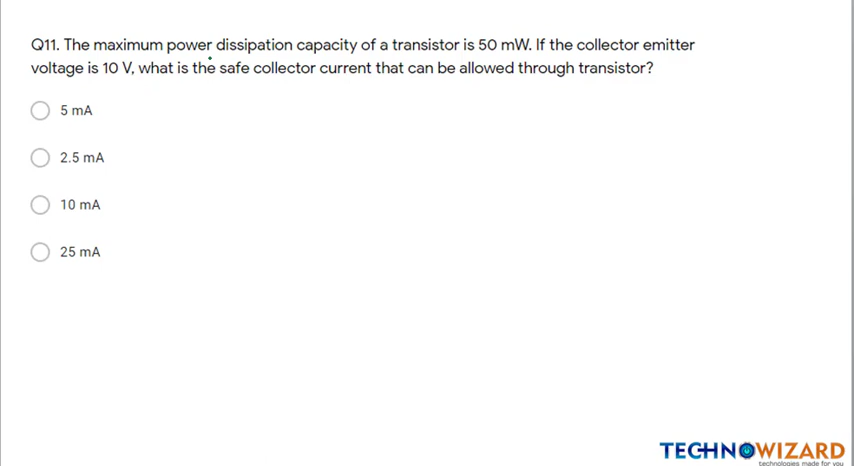 Q11. The maximum power dissipation capacity of a transistor is 50 mW. If the collector emitter
voltage is 10 V, what is the safe collector current that can be allowed through transistor?
5 mA
2.5 mA
10 mA
25 mA
TECHNOWIZARD
technologies made for you